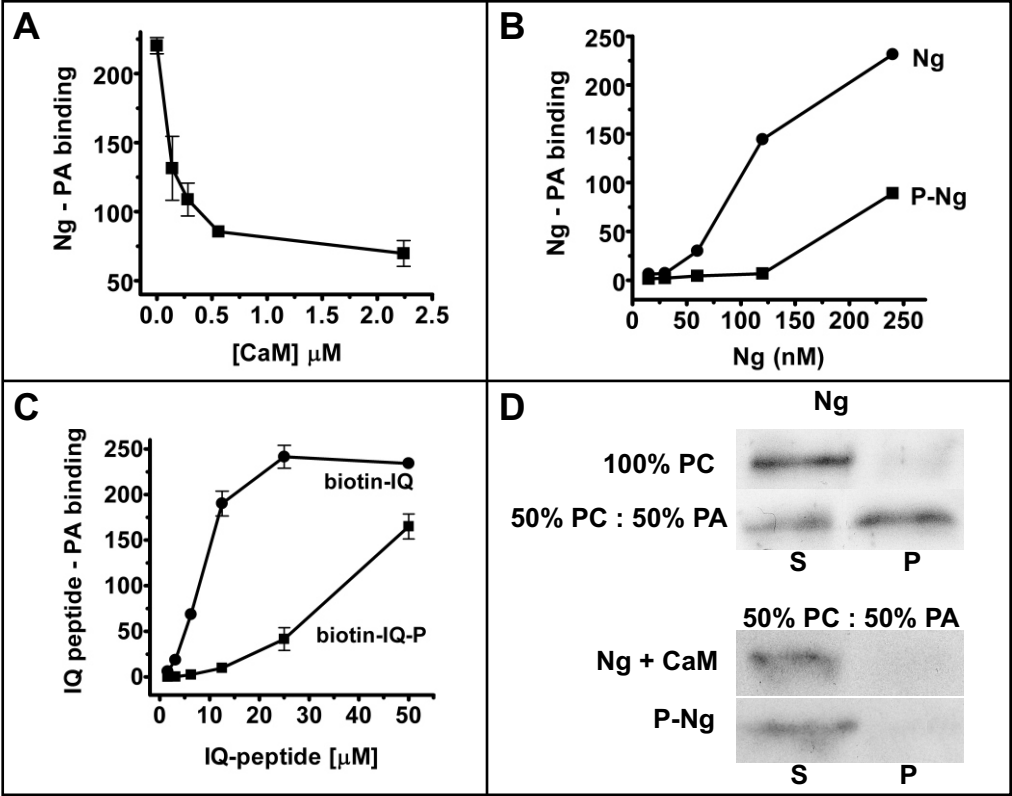 A
Ng - PA binding
200
150
100
50
0.0 0.5 1.0 1.5 2.0 2.5
[CaM] μM
B
Ng - PA binding
250
200
150
100
50
0
Ng
P-Ng
0 50 100 150 200 250
Ng (nM)
C
IQ peptide - PA binding
250
200
150
100
50
0
biotin-IQ
biotin-IQ-P
0 10 20 30 40 50
IQ-peptide [μM]
D
Ng
100% PC
50% PC : 50% PA
S P
50% PC : 50% PA
Ng + CaM
P-Ng
S P